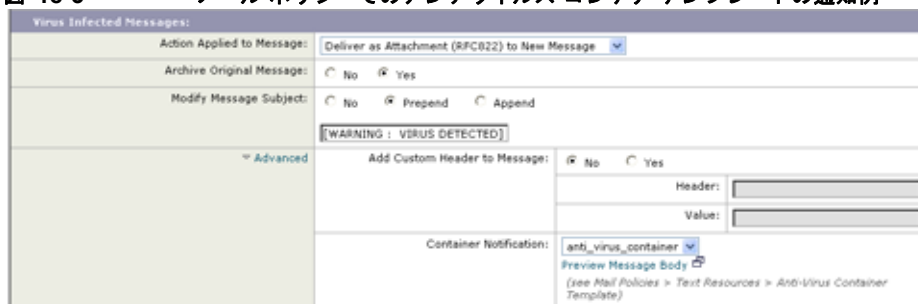 Virus Infected Messages:
Action Applied to Message: Deliver as Attachment (RFC822) to New Message
Archive Original Message: No Yes
Modify Message Subject: No Prepend Append
[WARNING : VIRUS DETECTED]
Advanced Add Custom Header to Message: No Yes
Header:
Value:
Container Notification: anti_virus_container
Preview Message Body
(see Mail Policies > Text Resources > Anti-Virus Container
Template)